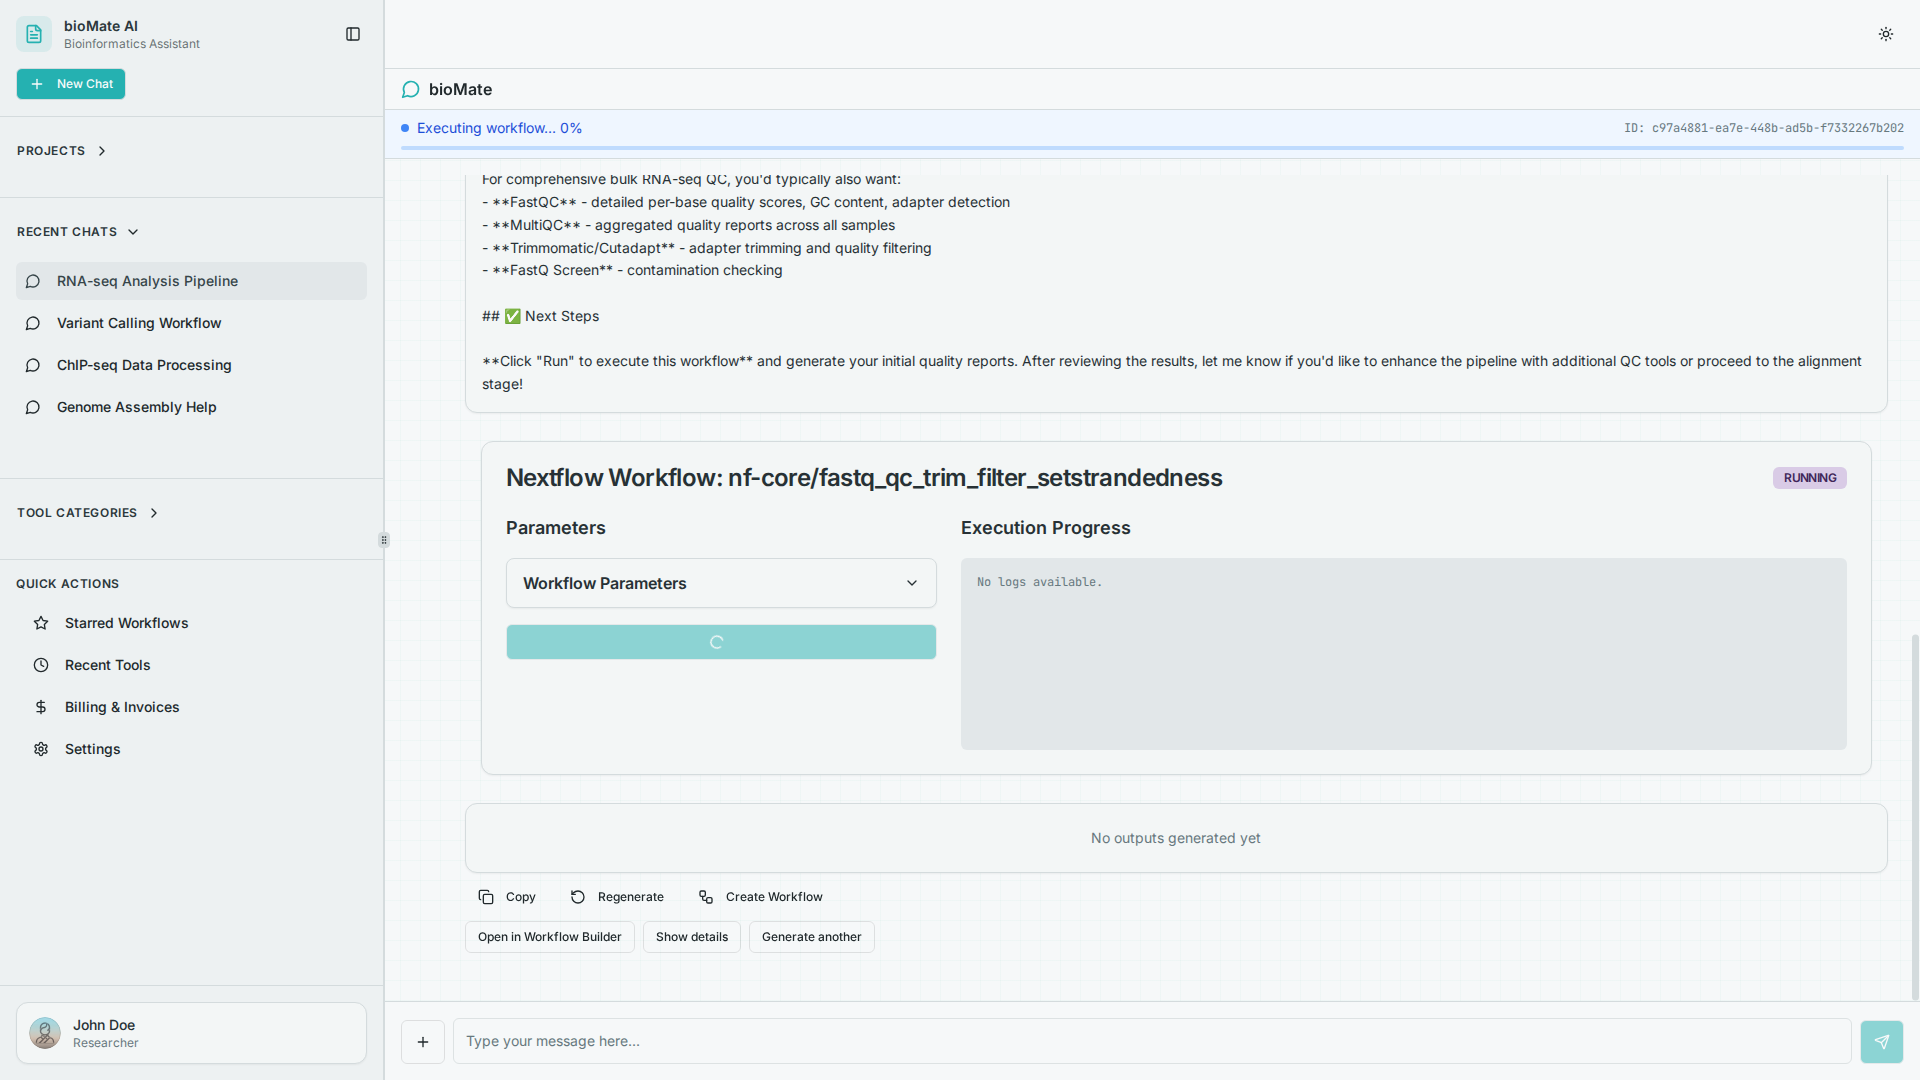 bioMate AI
Bioinformatics Assistant
New Chat
PROJECTS
RECENT CHATS
RNA-seq Analysis Pipeline
Variant Calling Workflow
ChIP-seq Data Processing
Genome Assembly Help
TOOL CATEGORIES
QUICK ACTIONS
Starred Workflows
Recent Tools
Billing & Invoices
Settings
John Doe
Researcher
bioMate
Executing workflow... 0%
ID: c97a4881-ea7e-448b-ad5b-f7332267b202
For comprehensive bulk RNA-seq QC, you'd typically also want:
- **FastQC** - detailed per-base quality scores, GC content, adapter detection
- **MultiQC** - aggregated quality reports across all samples
- **Trimmomatic/Cutadapt** - adapter trimming and quality filtering
- **FastQ Screen** - contamination checking
## ✅ Next Steps
**Click "Run" to execute this workflow** and generate your initial quality reports. After reviewing the results, let me know if you'd like to enhance the pipeline with additional QC tools or proceed to the alignment
stage!
Nextflow Workflow: nf-core/fastq_qc_trim_filter_setstrandedness
RUNNING
Parameters
Workflow Parameters
Execution Progress
No logs available.
No outputs generated yet
Copy
Regenerate
Create Workflow
Open in Workflow Builder
Show details
Generate another
Type your message here...